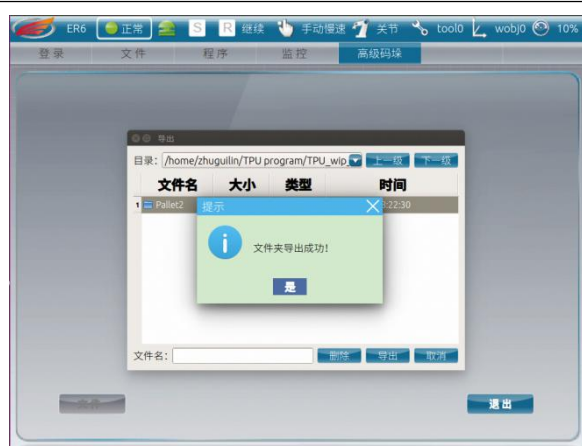 ER6 正常 S R 继续 手动慢速 关节 tool0 wobj0 10%
登录 文件 程序 监控 高级码垛
导出
目录: /home/zhuguilin/TPU program/TPU_wip 上一级 下一级
文件名 大小 类型 时间
1 Pallet2 :22:30
提示
文件夹导出成功!
是
文件名: 删除 导出 取消
退出